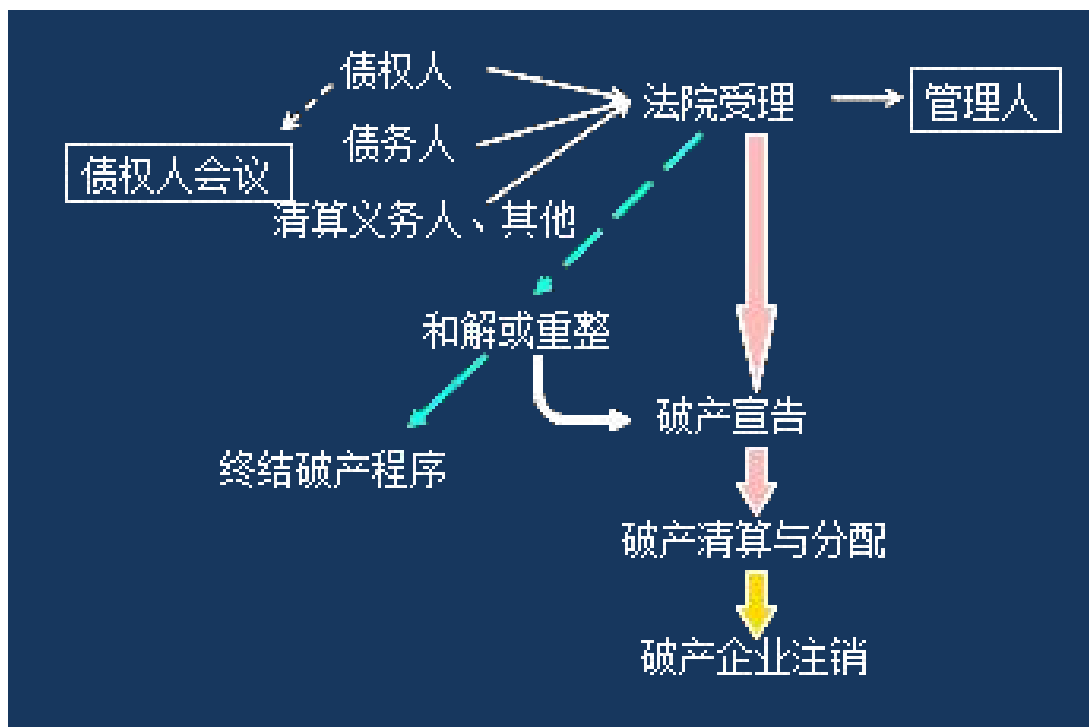 债权人
法院受理
管理人
债务人
债权人会议
清算义务人、其他
和解或重整
破产宣告
终结破产程序
破产清算与分配
破产企业注销